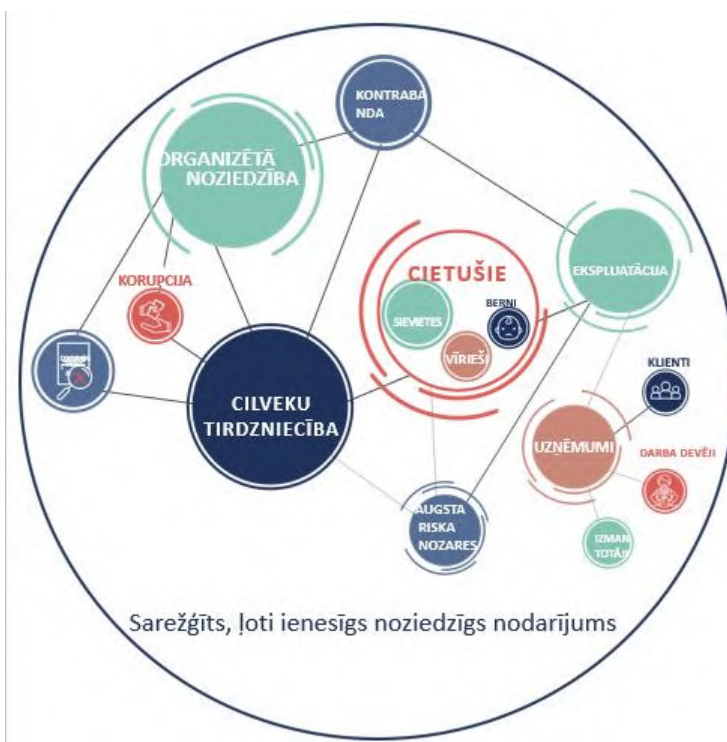 KONTRABA
NDA
ORGANIZĒTĀ
NOZIEDZĪBA
KORUPCIJA
CIETUŠIE
SIEVIETES
BERNI
VĪRIEŠI
EKSPLUATĀCIJA
CILVEKU
TIRDZNIECĪBA
KLIENTI
UZŅĒMUMI
DARBA DEVĒJI
AUGSTA
RISKA
NOZARES
IZMAN
TOTĀJI
Sarežģīts, ļoti ienesīgs noziedzīgs nodarījums